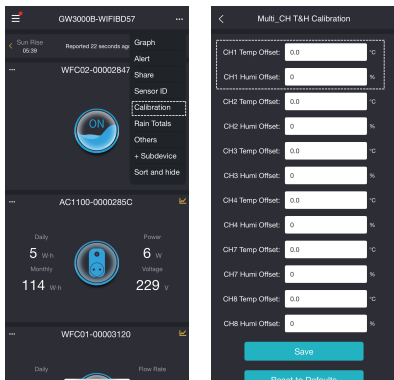 GW3000B-WIFIBD57
...
Sun Rise
05:39
Reported 22 seconds ago
Graph
Alert
Share
Sensor ID
Calibration
Rain Totals
Others
+ Subdevice
Sort and hide
...
WFC02-00002847
ON
...
AC1100-0000285C
Daily
5 W·h
Monthly
114 W·h
Power
6 W
Voltage
229 V
...
WFC01-00003120
Daily
Flow Rate
Multi_CH T&H Calibration
CH1 Temp Offset: 0.0 °C
CH1 Humi Offset: 0 %
CH2 Temp Offset: 0.0 °C
CH2 Humi Offset: 0 %
CH3 Temp Offset: 0.0 °C
CH3 Humi Offset: 0 %
CH4 Temp Offset: 0.0 °C
CH4 Humi Offset: 0 %
CH7 Temp Offset: 0.0 °C
CH7 Humi Offset: 0 %
CH8 Temp Offset: 0.0 °C
CH8 Humi Offset: 0 %
Save
Reset to Defaults